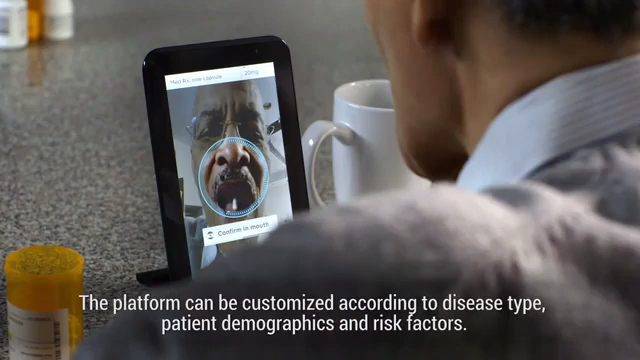 Med Rx: one capsule 20mg
Confirm in mouth
The platform can be customized according to disease type,
patient demographics and risk factors.